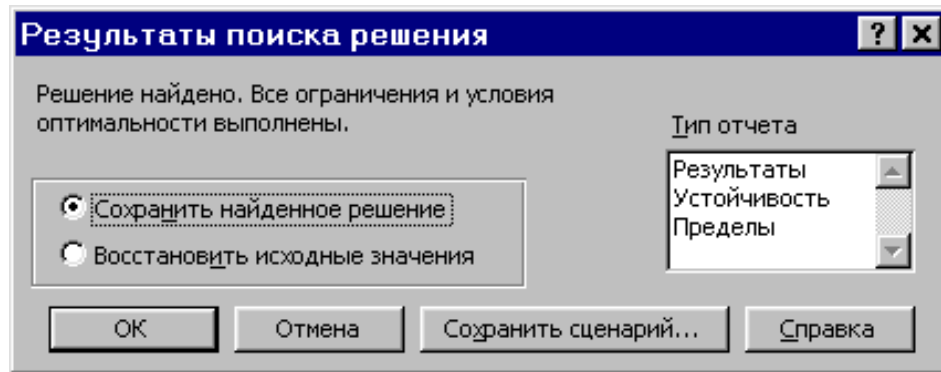 Результаты поиска решения
Решение найдено. Все ограничения и условия
оптимальности выполнены.
Тип отчета
Результаты
Устойчивость
Пределы
Сохранить найденное решение
Восстановить исходные значения
ОК
Отмена
Сохранить сценарий...
Справка